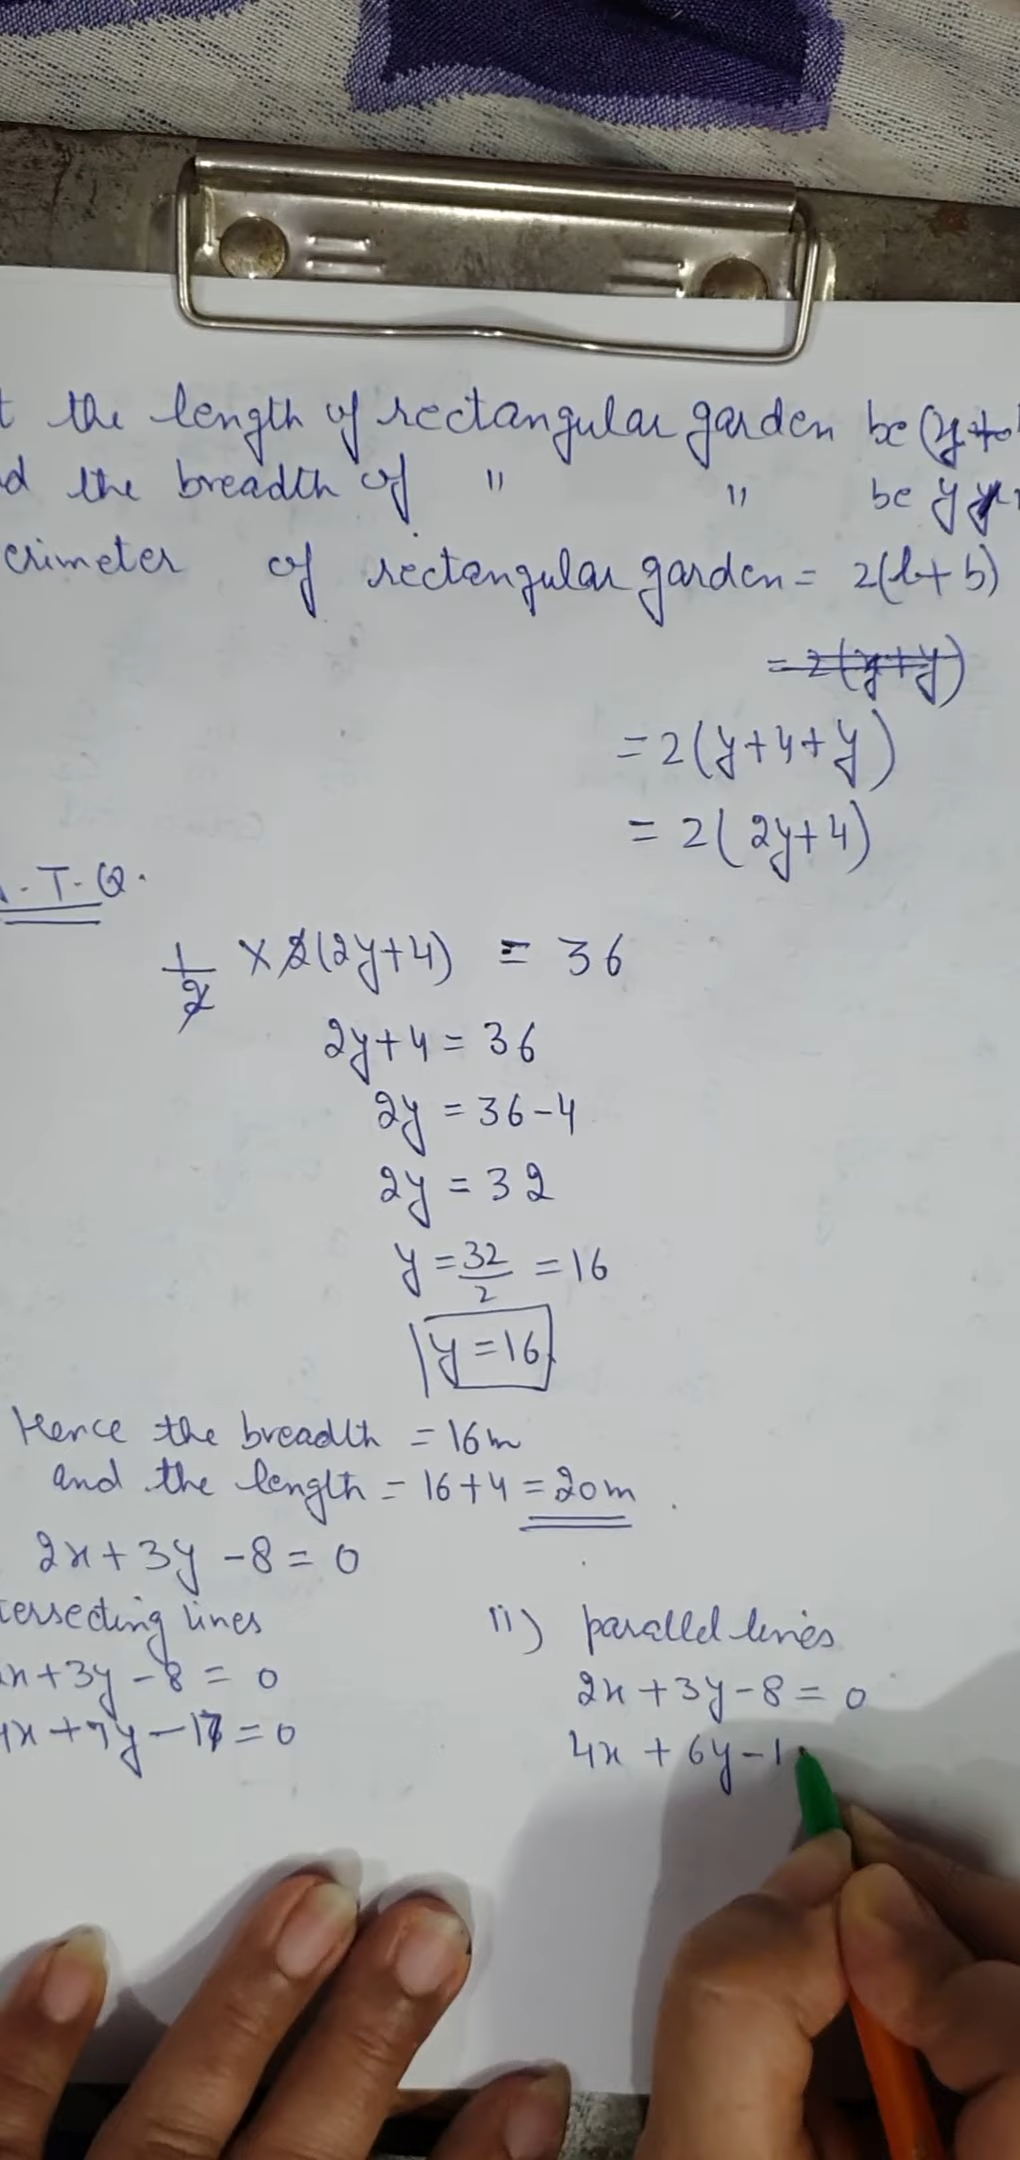 the length of rectangular garden be (y+
the breadth of " " be y
of rectangular garden = 2(l+b)
= 2(y+y)
= 2(y+4+y)
= 2(2y+4)
.T.Q.
1/2 × 2(2y+4) = 36
2y+4 = 36
2y = 36-4
2y = 32
y = 32/2 = 16
y = 16
Hence the breadth = 16m
and the length = 16+4 = 20m
2x+3y-8=0
lines
x+3y-8=0
x+7y-17=0
ii) parallel lines
2x+3y-8=0
4x+6y-1